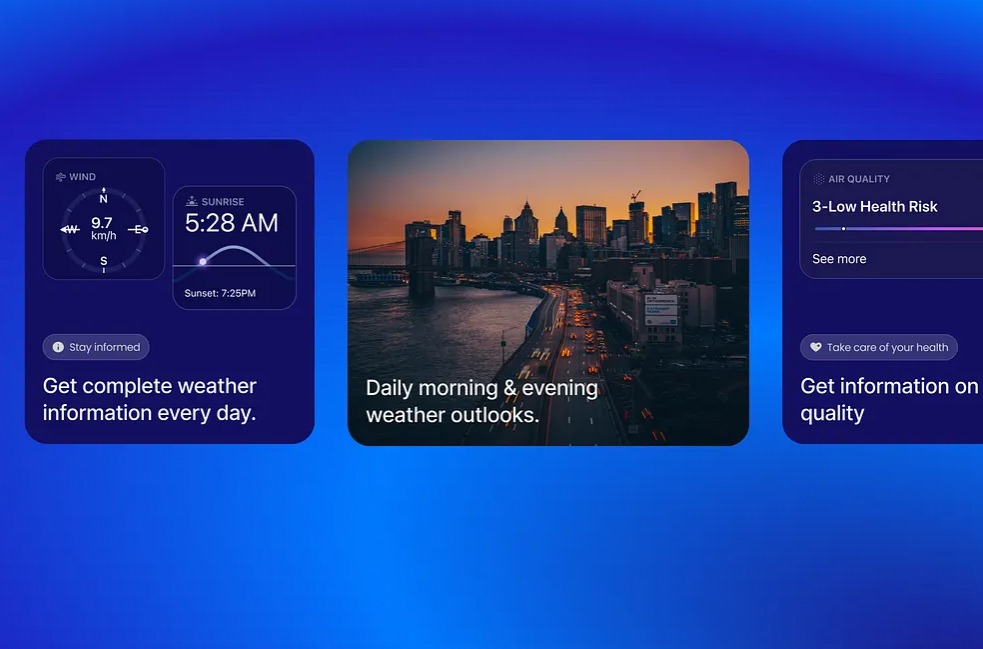 WIND
N
9.7
W
E
km/h
S
SUNRISE
5:28 AM
Sunset: 7:25PM
Stay informed
Get complete weather
information every day.
Daily morning & evening
weather outlooks.
AIR QUALITY
3-Low Health Risk
See more
Take care of your health
Get information on
quality